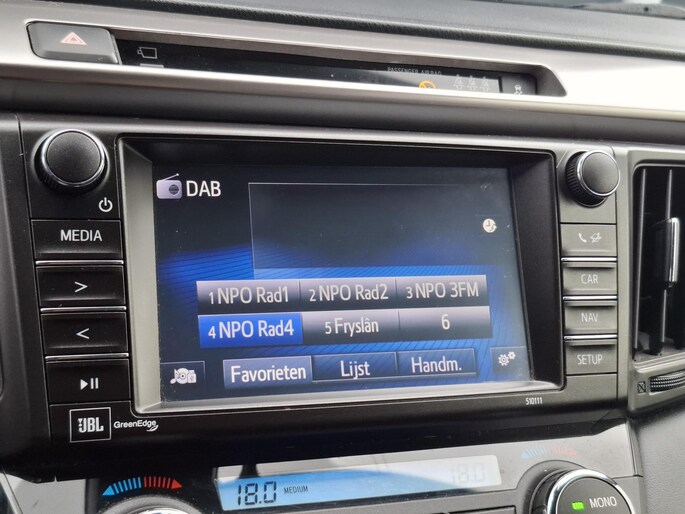 PASSENGER AIRBAG
DAB
MEDIA
CAR
NAV
SETUP
1 NPO Rad1 2 NPO Rad2 3 NPO 3FM
4 NPO Rad4 5 Fryslân 6
Favorieten Lijst Handm.
JBL GreenEdge
510111
18.0 MEDIUM 18.0
MONO